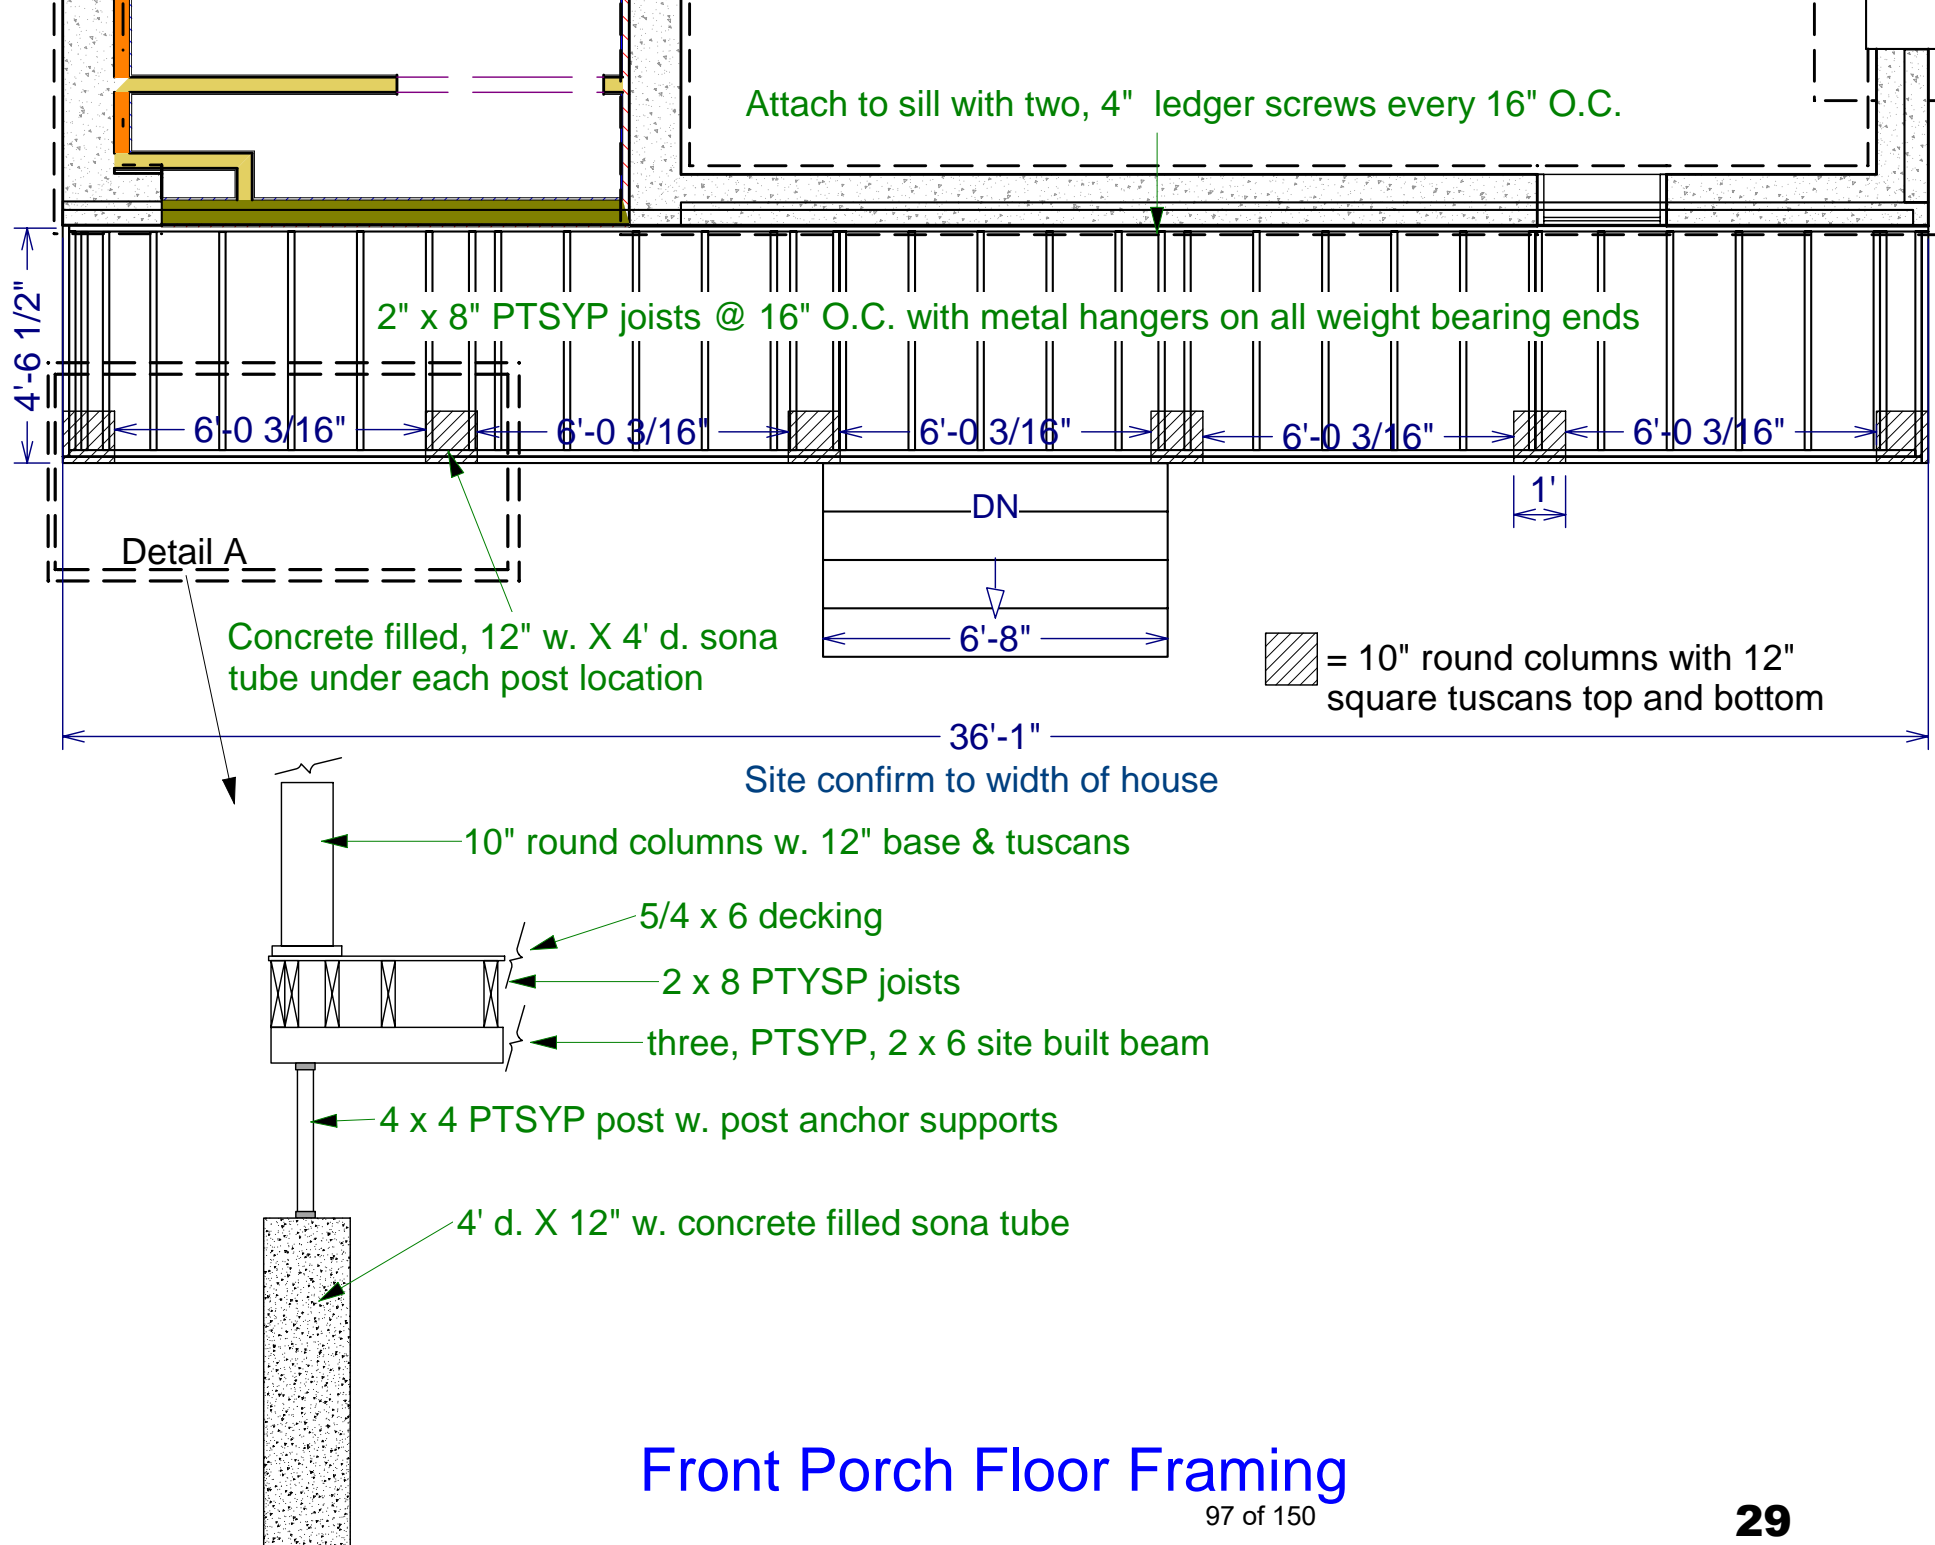 Attach to sill with two, 4" ledger screws every 16" O.C.
4'-6 1/2"
2" x 8" PTSYP joists @ 16" O.C. with metal hangers on all weight bearing ends
6'-0 3/16"
6'-0 3/16"
6'-0 3/16"
6'-0 3/16"
6'-0 3/16"
1'
DN
Detail A
6'-8"
Concrete filled, 12" w. X 4' d. sona
tube under each post location
= 10" round columns with 12"
square tuscans top and bottom
36'-1"
Site confirm to width of house
10" round columns w. 12" base & tuscans
5/4 x 6 decking
2 x 8 PTYSP joists
three, PTSYP, 2 x 6 site built beam
4 x 4 PTSYP post w. post anchor supports
4' d. X 12" w. concrete filled sona tube
Front Porch Floor Framing
97 of 150
29